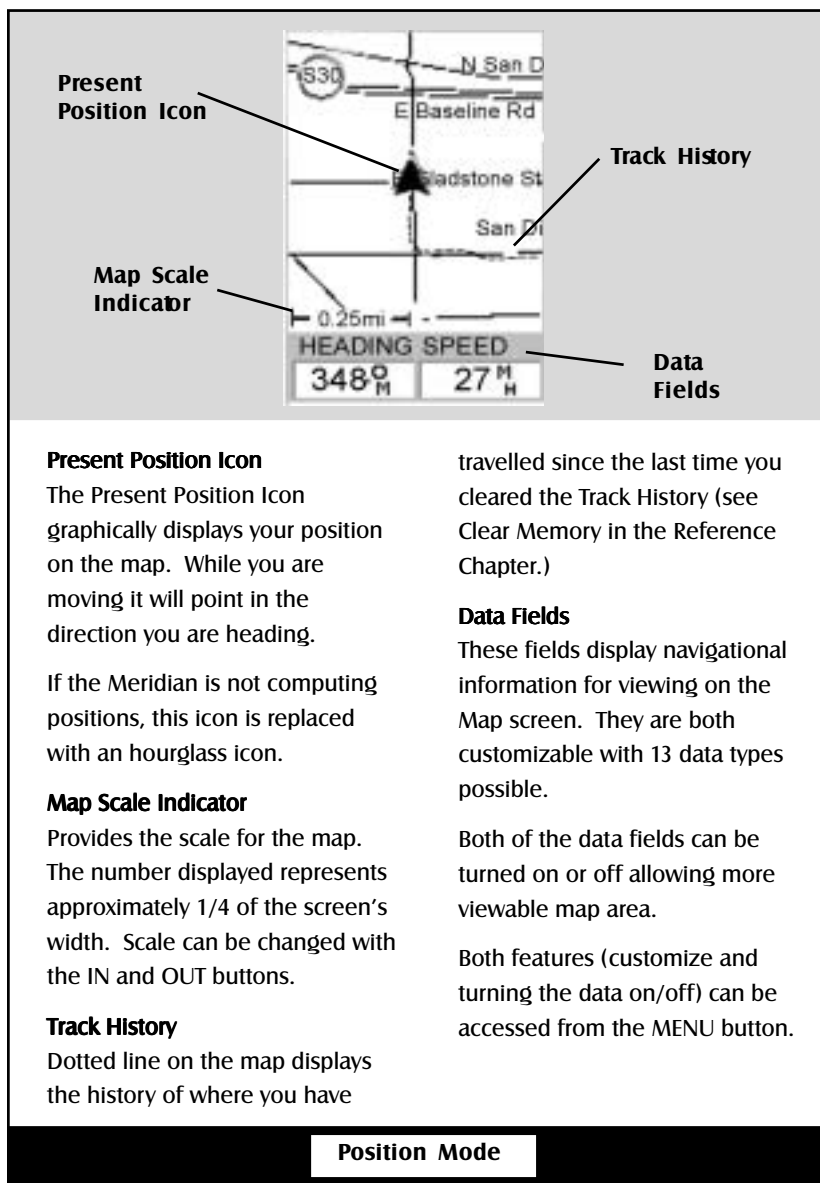 Present
Position Icon
Track History
Map Scale
Indicator
Data
Fields
S30
N San D
E Baseline Rd
Gladstone St
San Di
0.25mi
HEADING SPEED
348°M 27 MH
Present Position Icon
The Present Position Icon
graphically displays your position
on the map. While you are
moving it will point in the
direction you are heading.
If the Meridian is not computing
positions, this icon is replaced
with an hourglass icon.
Map Scale Indicator
Provides the scale for the map.
The number displayed represents
approximately 1/4 of the screen's
width. Scale can be changed with
the IN and OUT buttons.
Track History
Dotted line on the map displays
the history of where you have
travelled since the last time you
cleared the Track History (see
Clear Memory in the Reference
Chapter.)
Data Fields
These fields display navigational
information for viewing on the
Map screen. They are both
customizable with 13 data types
possible.
Both of the data fields can be
turned on or off allowing more
viewable map area.
Both features (customize and
turning the data on/off) can be
accessed from the MENU button.
Position Mode